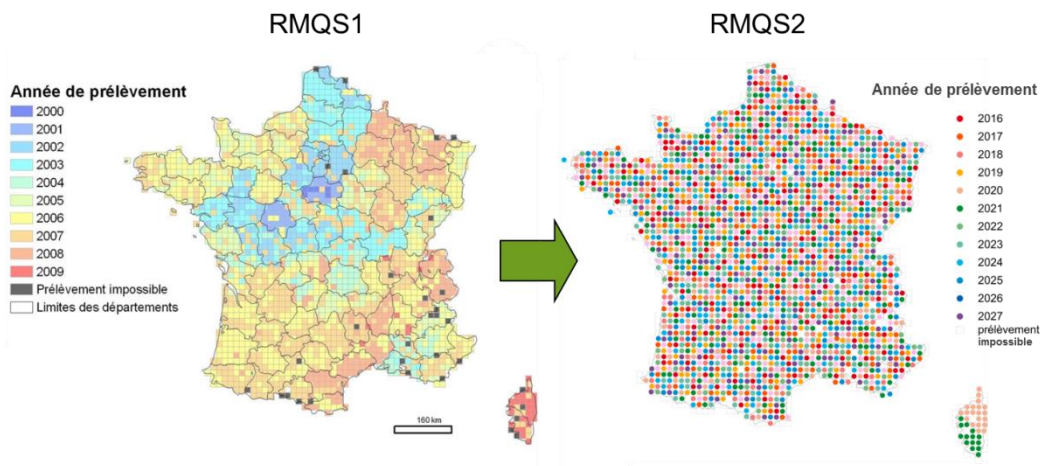 RMQS1
RMQS2
Année de prélèvement
2000
2001
2002
2003
2004
2005
2006
2007
2008
2009
Prélèvement impossible
Limites des départements
160 km
Année de prélèvement
2016
2017
2018
2019
2020
2021
2022
2023
2024
2025
2026
2027
prélèvement
impossible